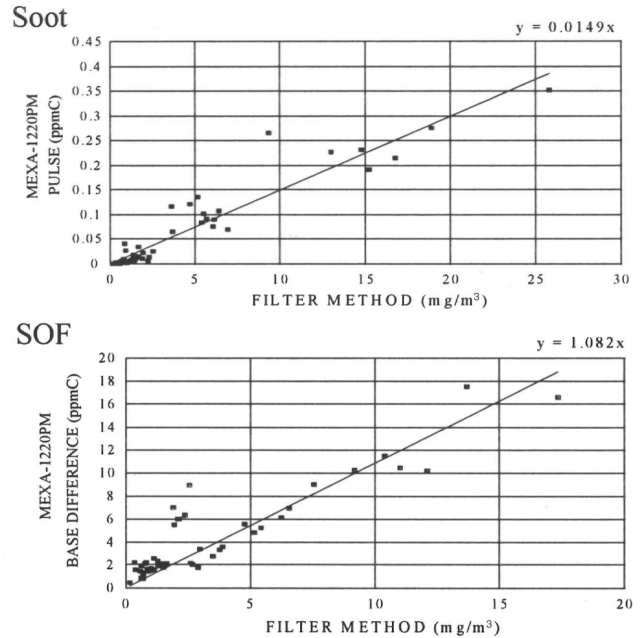 Soot
y = 0.0149x
0.45
0.4
0.35
0.3
0.25
0.2
0.15
0.1
0.05
0
MEXA-1220PM
PULSE (ppmC)
0 5 10 15 20 25 30
FILTER METHOD (mg/m³)
SOF
y = 1.082x
20
18
16
14
12
10
8
6
4
2
0
MEXA-1220PM
BASE DIFFERENCE (ppmC)
0 5 10 15 20
FILTER METHOD (mg/m³)